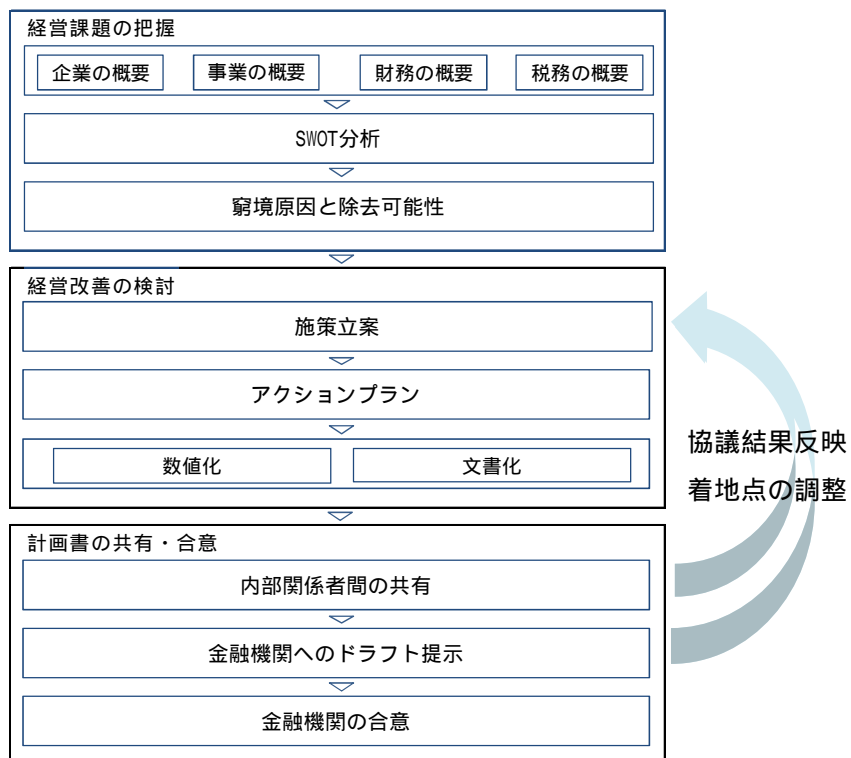 経営課題の把握
企業の概要 事業の概要 財務の概要 税務の概要
SWOT分析
窮境原因と除去可能性
経営改善の検討
施策立案
アクションプラン
数値化 文書化
協議結果反映
着地点の調整
計画書の共有・合意
内部関係者間の共有
金融機関へのドラフト提示
金融機関の合意